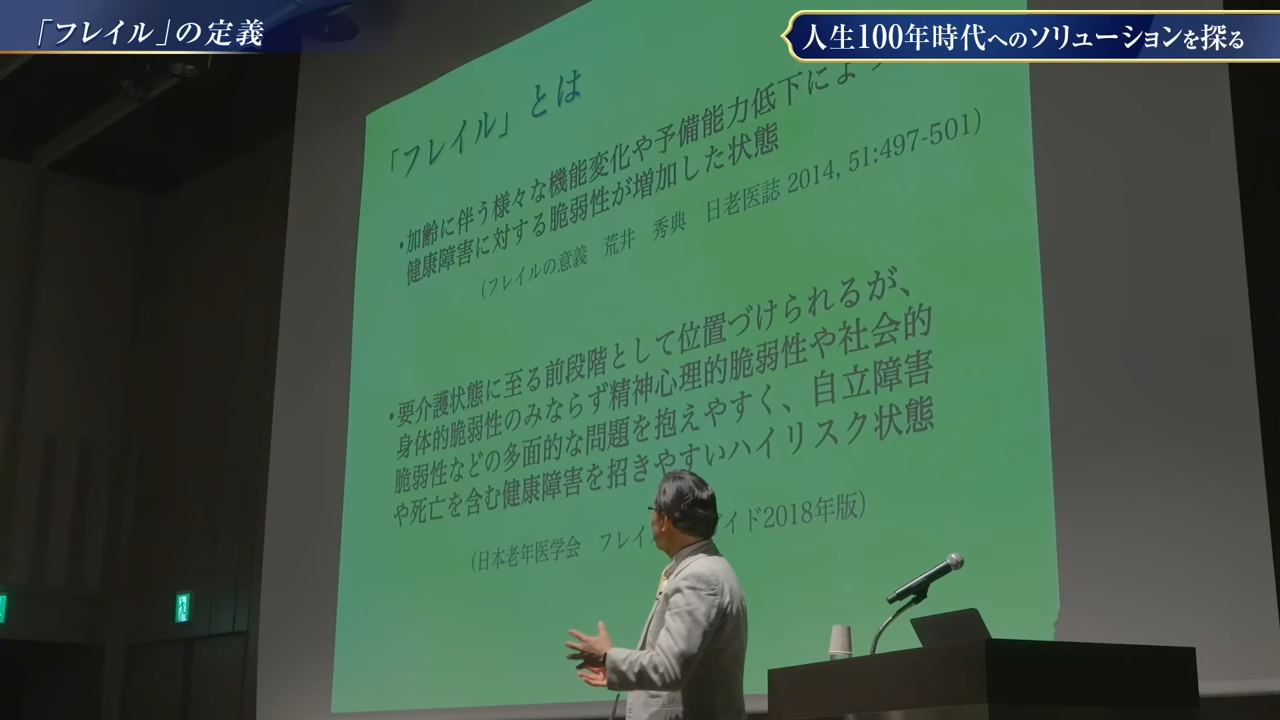 「フレイル」の定義
人生100年時代へのソリューションを探る
「フレイル」とは
・加齢に伴う様々な機能変化や予備能力低下によ
健康障害に対する脆弱性が増加した状態
(フレイルの意義 荒井 秀典 日老医誌 2014, 51:497-501)
・要介護状態に至る前段階として位置づけられるが、
身体的脆弱性のみならず精神心理的脆弱性や社会的
脆弱性などの多面的な問題を抱えやすく、自立障害
や死亡を含む健康障害を招きやすいハイリスク状態
(日本老年医学会 フレイ ガイド2018年版)